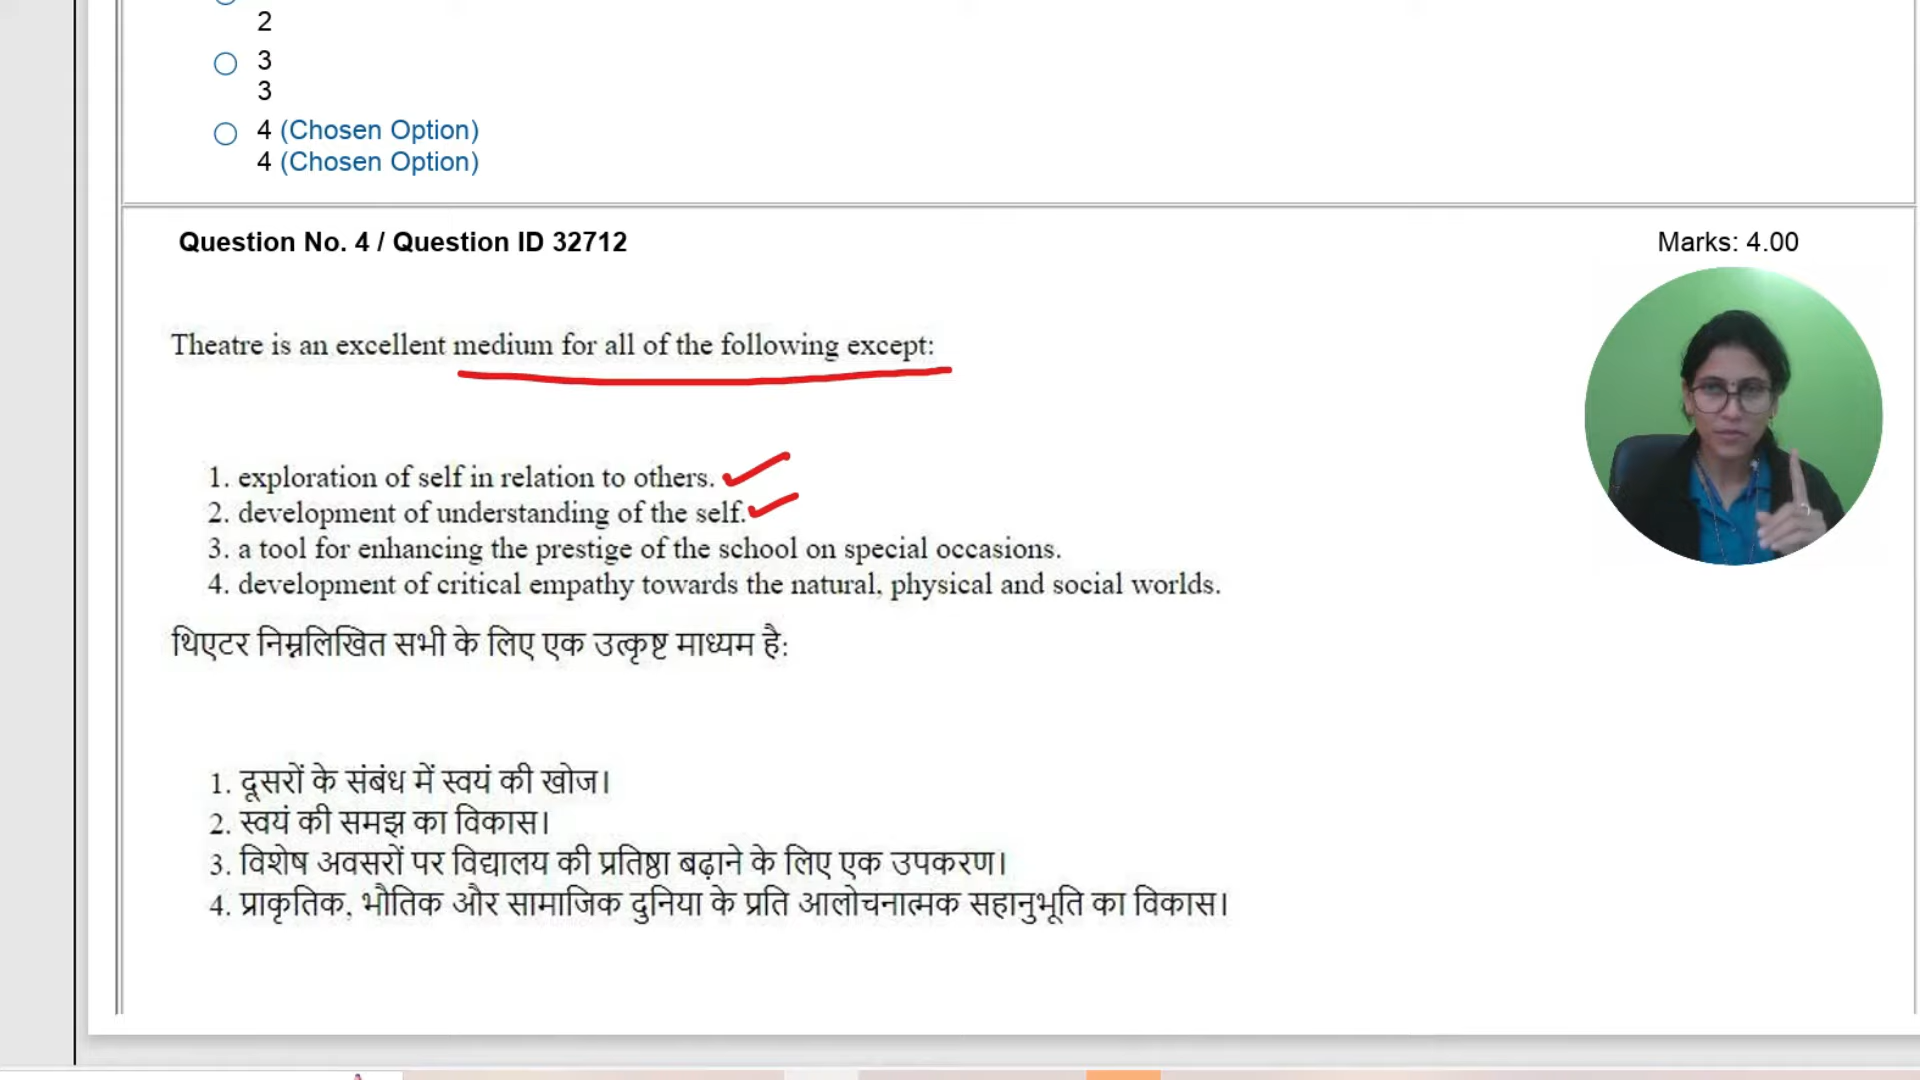 2
3
3
4 (Chosen Option)
4 (Chosen Option)
Question No. 4 / Question ID 32712
Marks: 4.00
Theatre is an excellent medium for all of the following except:
1. exploration of self in relation to others.
2. development of understanding of the self.
3. a tool for enhancing the prestige of the school on special occasions.
4. development of critical empathy towards the natural, physical and social worlds.
थिएटर निम्नलिखित सभी के लिए एक उत्कृष्ट माध्यम है:
1. दूसरों के संबंध में स्वयं की खोज।
2. स्वयं की समझ का विकास।
3. विशेष अवसरों पर विद्यालय की प्रतिष्ठा बढ़ाने के लिए एक उपकरण।
4. प्राकृतिक, भौतिक और सामाजिक दुनिया के प्रति आलोचनात्मक सहानुभूति का विकास।